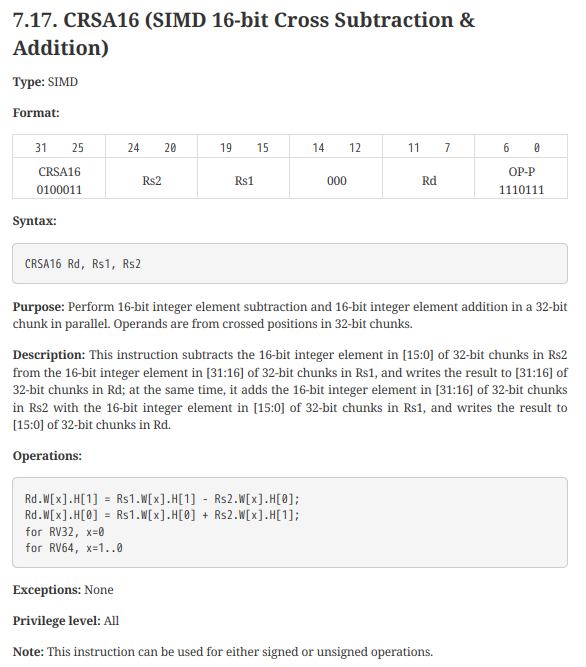 7.17. CRSA16 (SIMD 16-bit Cross Subtraction &
Addition)
Type: SIMD
Format:
31 25 24 20 19 15 14 12 11 7 6 0
CRSA16 Rs2 Rs1 000 Rd OP-P
0100011 1110111
Syntax:
CRSA16 Rd, Rs1, Rs2
Purpose: Perform 16-bit integer element subtraction and 16-bit integer element addition in a 32-bit
chunk in parallel. Operands are from crossed positions in 32-bit chunks.
Description: This instruction subtracts the 16-bit integer element in [15:0] of 32-bit chunks in Rs2
from the 16-bit integer element in [31:16] of 32-bit chunks in Rs1, and writes the result to [31:16] of
32-bit chunks in Rd; at the same time, it adds the 16-bit integer element in [31:16] of 32-bit chunks
in Rs2 with the 16-bit integer element in [15:0] of 32-bit chunks in Rs1, and writes the result to
[15:0] of 32-bit chunks in Rd.
Operations:
Rd.W[x].H[1] = Rs1.W[x].H[1] - Rs2.W[x].H[0];
Rd.W[x].H[0] = Rs1.W[x].H[0] + Rs2.W[x].H[1];
for RV32, x=0
for RV64, x=1..0
Exceptions: None
Privilege level: All
Note: This instruction can be used for either signed or unsigned operations.